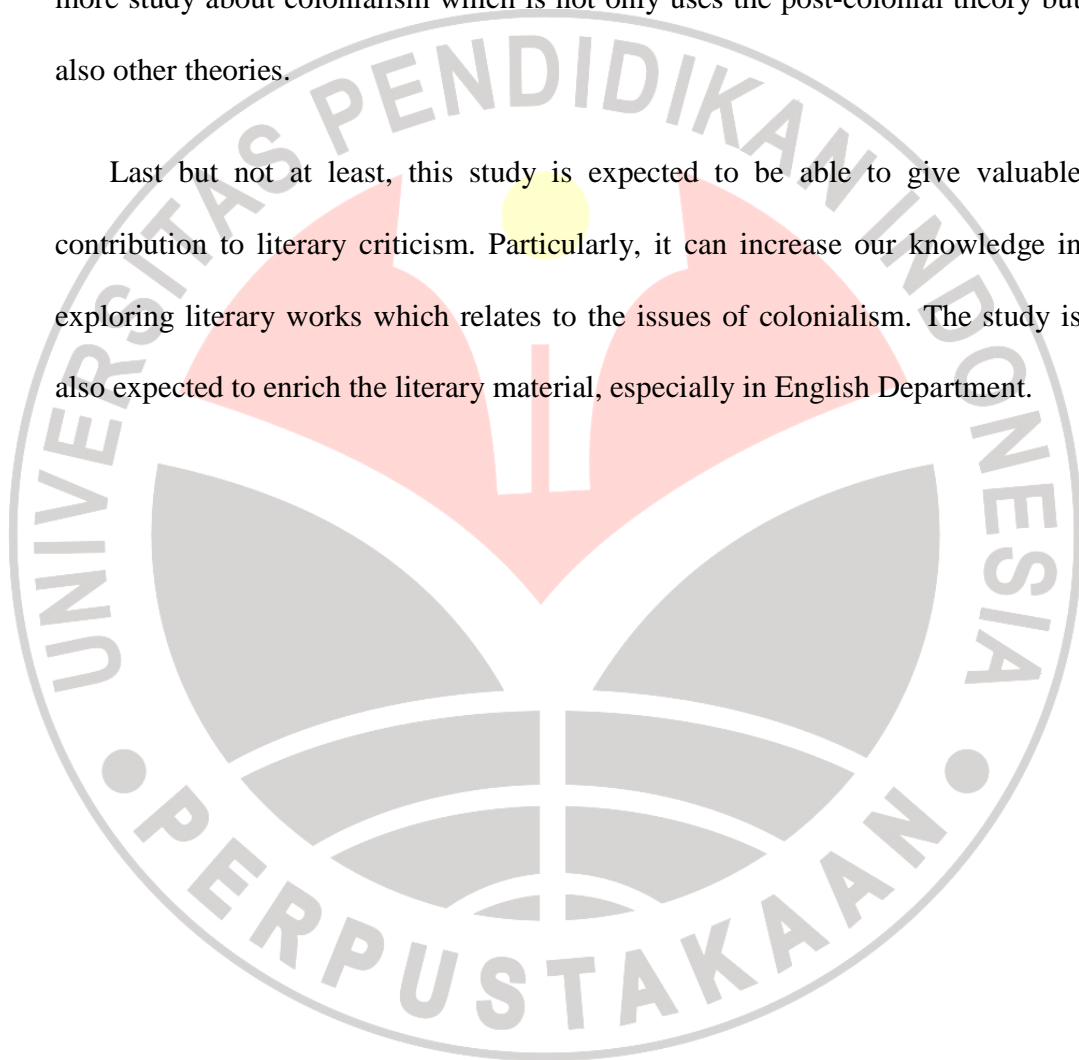 more study about colonialism which is not only uses the post-colonial theory but
also other theories.
Last but not at least, this study is expected to be able to give valuable
contribution to literary criticism. Particularly, it can increase our knowledge in
exploring literary works which relates to the issues of colonialism. The study is
also expected to enrich the literary material, especially in English Department.
UNIVERSITAS PENDIDIKAN INDONESIA
PERPUSTAKAAN